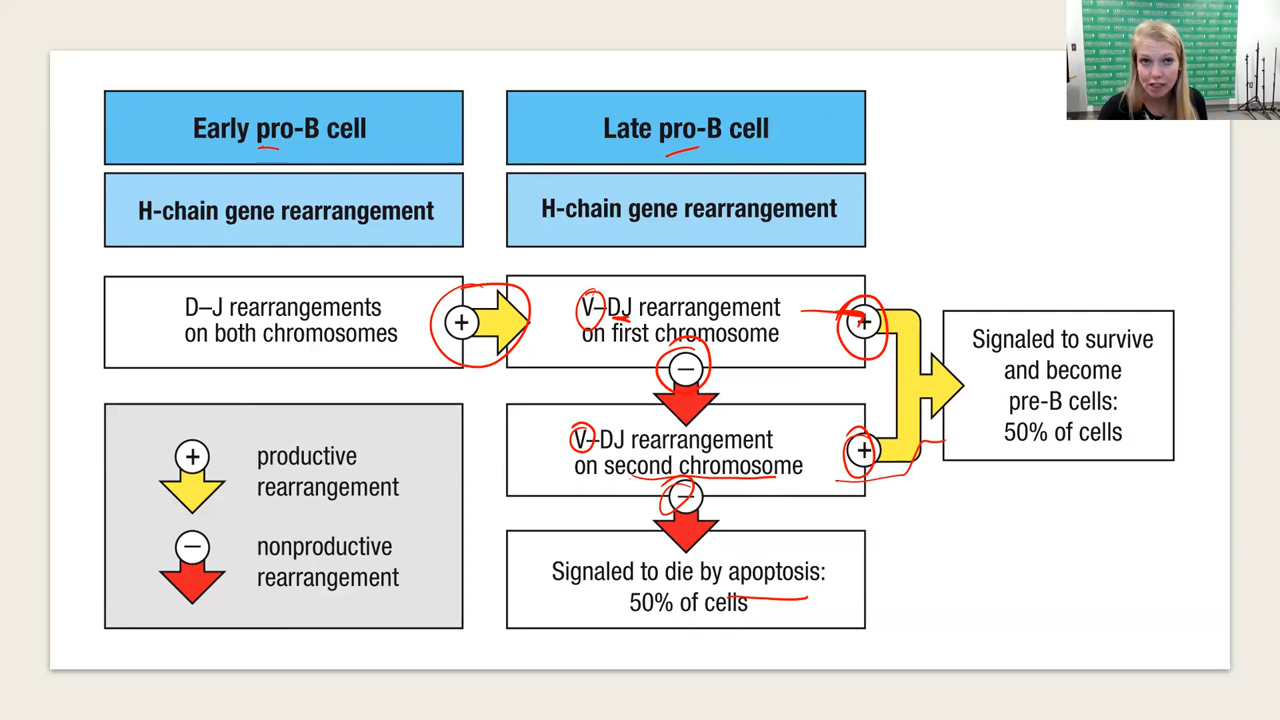 Early pro-B cell
H-chain gene rearrangement
D–J rearrangements
on both chromosomes
+
Late pro-B cell
H-chain gene rearrangement
V–DJ rearrangement
on first chromosome
+
–
V–DJ rearrangement
on second chromosome
+
–
Signaled to die by apoptosis:
50% of cells
Signaled to survive
and become
pre-B cells:
50% of cells
+
productive
rearrangement
–
nonproductive
rearrangement